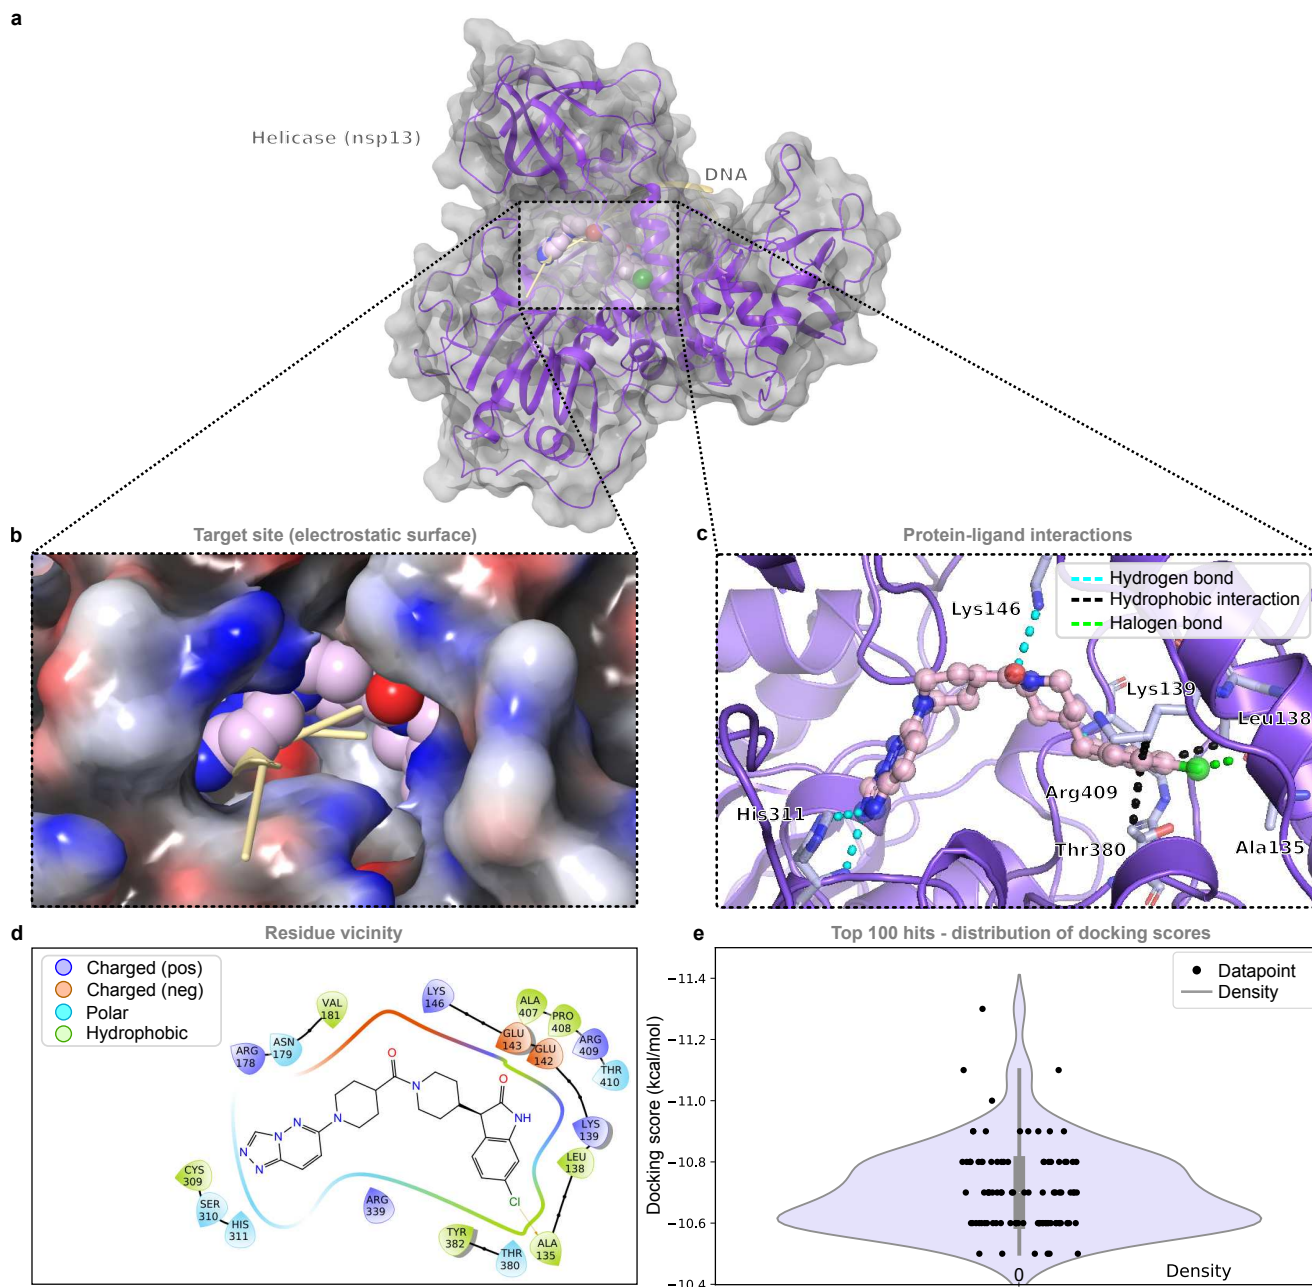 a
Helicase (nsp13)
DNA
b
Target site (electrostatic surface)
c
Protein-ligand interactions
Hydrogen bond
Hydrophobic interaction
Halogen bond
Lys146
Lys139
Leu138
Arg409
His311
Thr380
Ala135
d
Residue vicinity
Charged (pos)
Charged (neg)
Polar
Hydrophobic
VAL
181
ASN
179
ARG
178
LYS
146
GLU
143
GLU
142
ALA
407
PRO
408
ARG
409
THR
410
LYS
139
LEU
138
ALA
135
THR
380
TYR
382
ARG
339
CYS
309
SER
310
HIS
311
O
O
N
N
N
N
N
N
N
NH
Cl
e
Top 100 hits - distribution of docking scores
Datapoint
Density
Docking score (kcal/mol)
−11.4
−11.2
−11.0
−10.8
−10.6
−10.4
0
Density